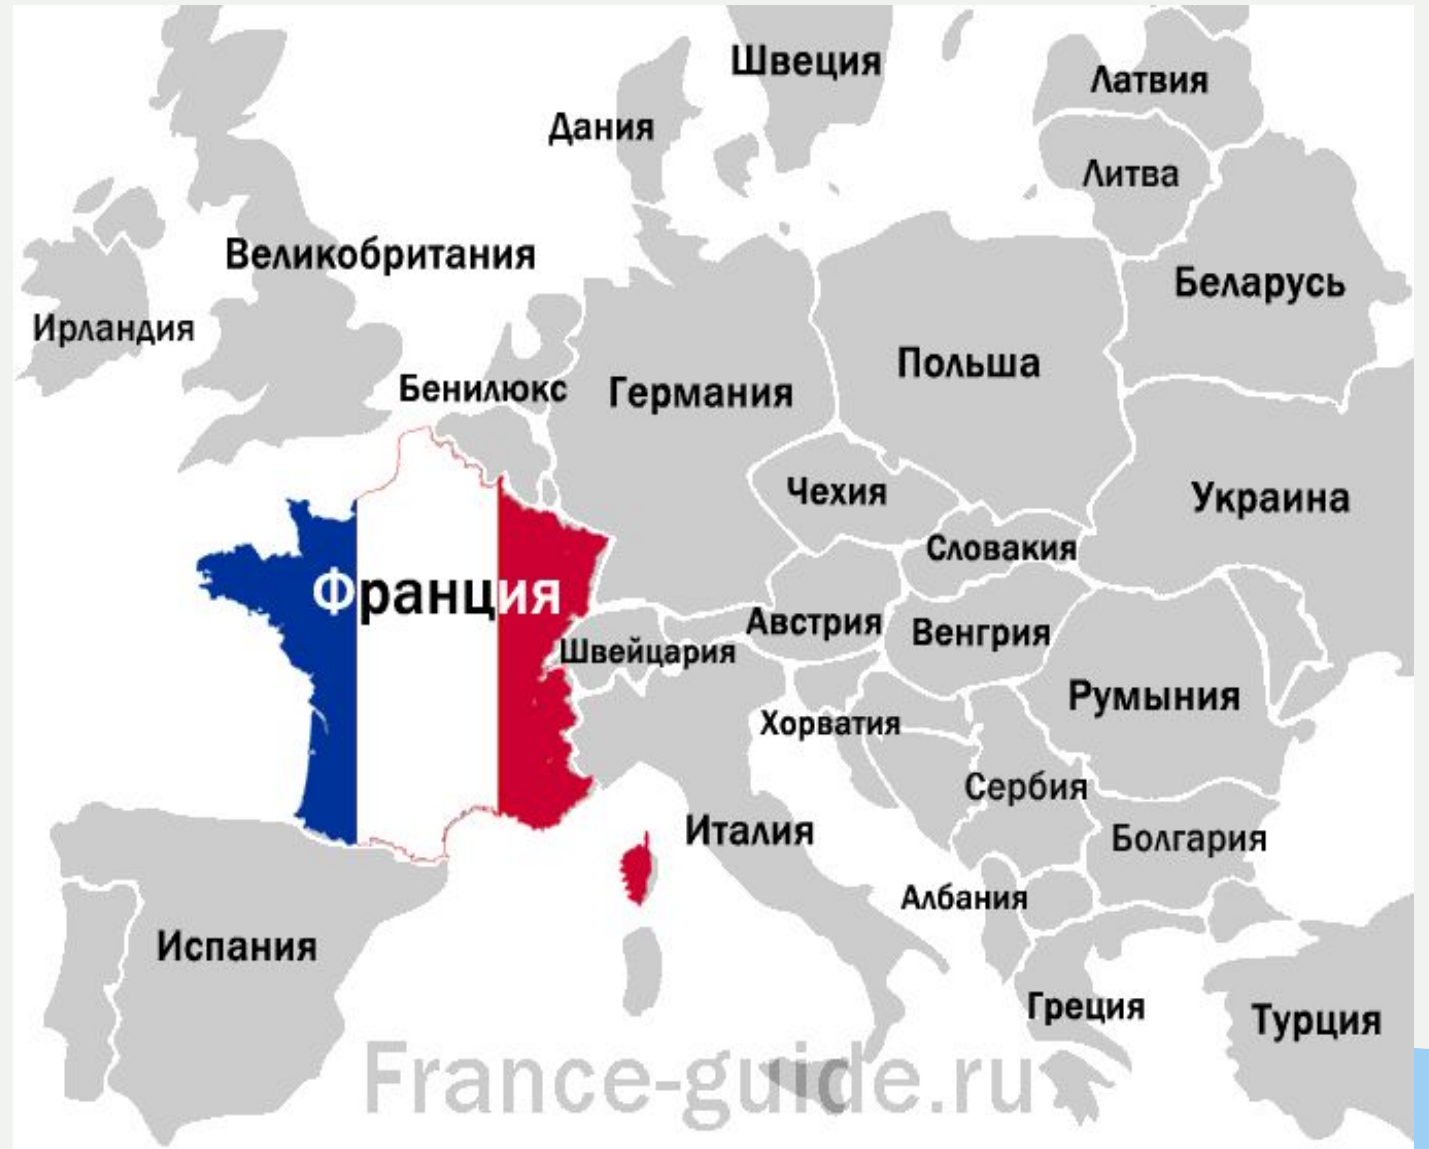 Швеция
Латвия
Дания
Литва
Великобритания
Беларусь
Ирландия
Польша
Бенилюкс
Германия
Чехия
Украина
Словакия
Франция
Австрия
Венгрия
Швейцария
Румыния
Хорватия
Сербия
Италия
Болгария
Албания
Испания
Греция
Турция
France-guide.ru